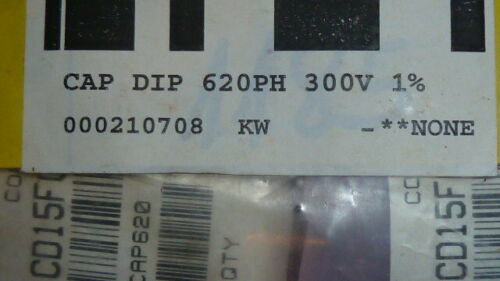 CAP DIP 620PH 300V 1%
000210708 KW -**NONE
CD15F
CAP620
QTY
CD15F